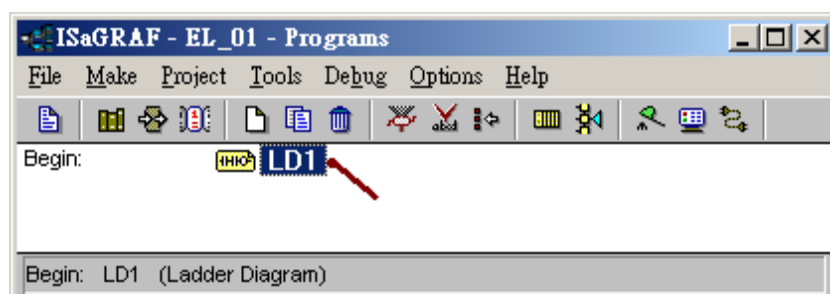 ISaGRAF - EL_01 - Programs
File Make Project Tools Debug Options Help
Begin: LD1
Begin: LD1 (Ladder Diagram)